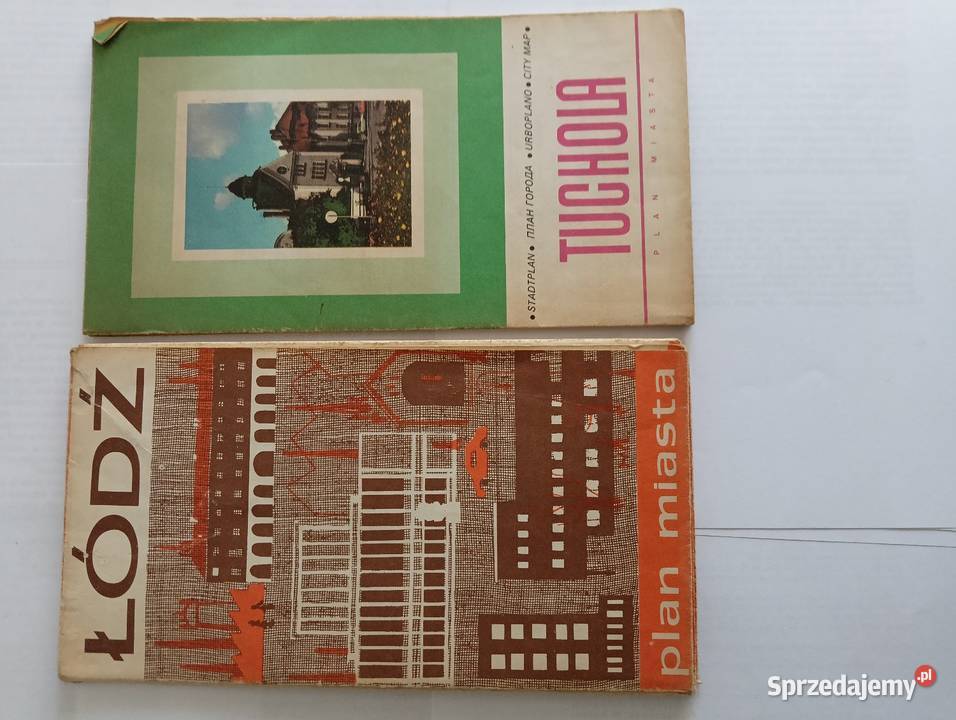 • STADTPLAN • ПЛАН ГОРОДА • URBOPLANO • CITY MAP •
TUCHOLA
PLAN MIASTA
ŁÓDŹ
plan miasta
Sprzedajemy.pl